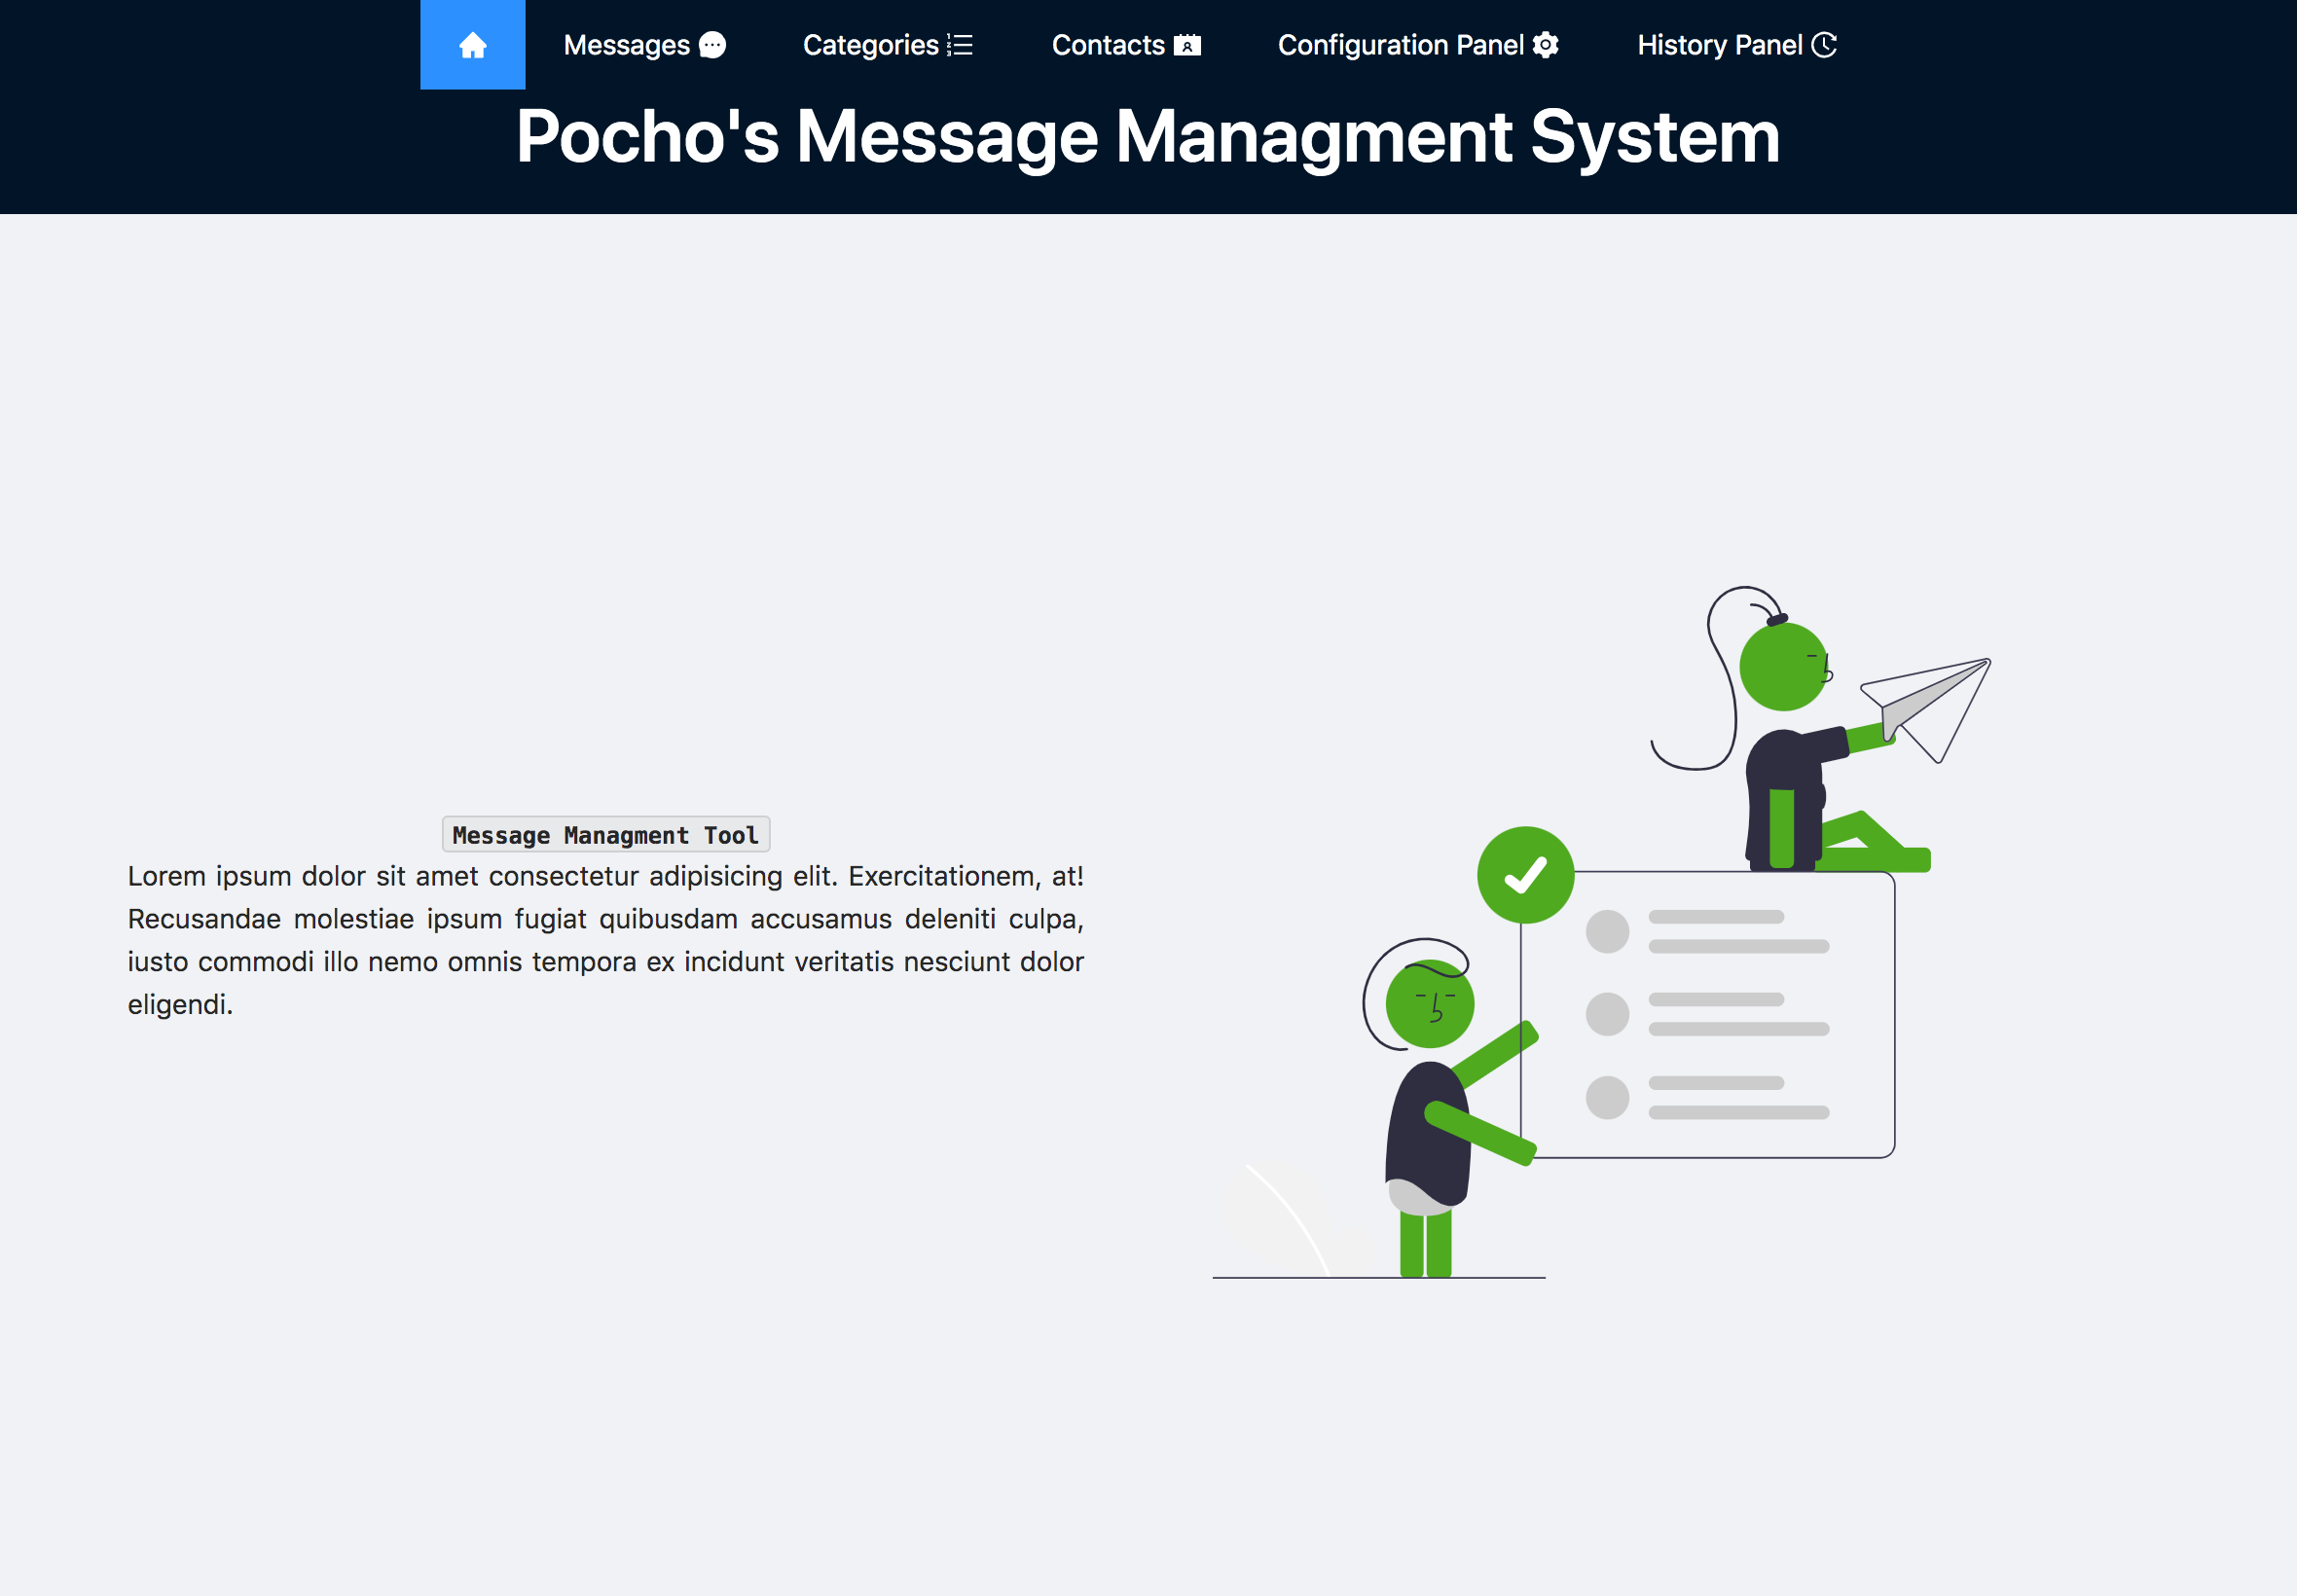 Messages Categories Contacts Configuration Panel History Panel
Pocho's Message Managment System
Message Managment Tool
Lorem ipsum dolor sit amet consectetur adipisicing elit. Exercitationem, at!
Recusandae molestiae ipsum fugiat quibusdam accusamus deleniti culpa,
iusto commodi illo nemo omnis tempora ex incidunt veritatis nesciunt dolor
eligendi.